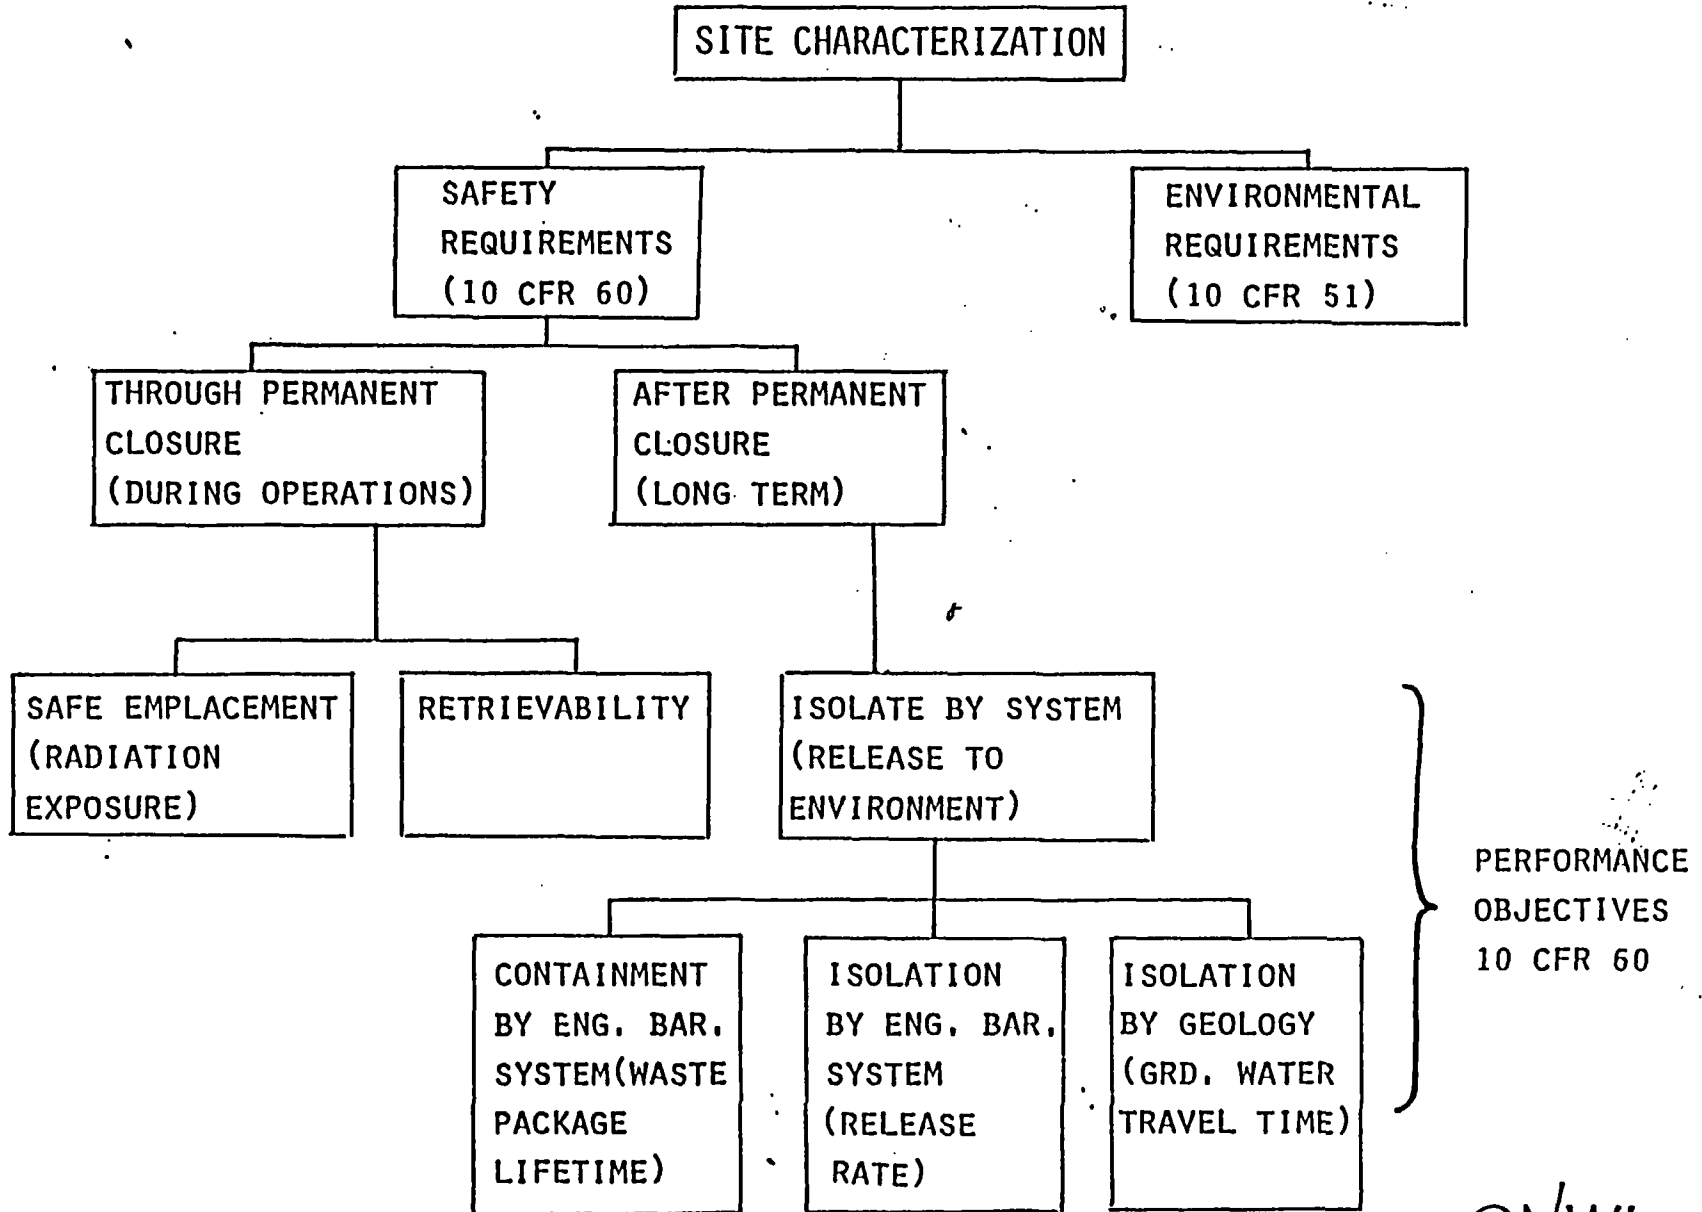 SITE CHARACTERIZATION
SAFETY
REQUIREMENTS
(10 CFR 60)
ENVIRONMENTAL
REQUIREMENTS
(10 CFR 51)
THROUGH PERMANENT
CLOSURE
(DURING OPERATIONS)
AFTER PERMANENT
CLOSURE
(LONG TERM)
SAFE EMPLACEMENT
(RADIATION
EXPOSURE)
RETRIEVABILITY
ISOLATE BY SYSTEM
(RELEASE TO
ENVIRONMENT)
CONTAINMENT
BY ENG. BAR.
SYSTEM(WASTE
PACKAGE
LIFETIME)
ISOLATION
BY ENG. BAR.
SYSTEM
(RELEASE
RATE)
ISOLATION
BY GEOLOGY
(GRD. WATER
TRAVEL TIME)
PERFORMANCE
OBJECTIVES
10 CFR 60